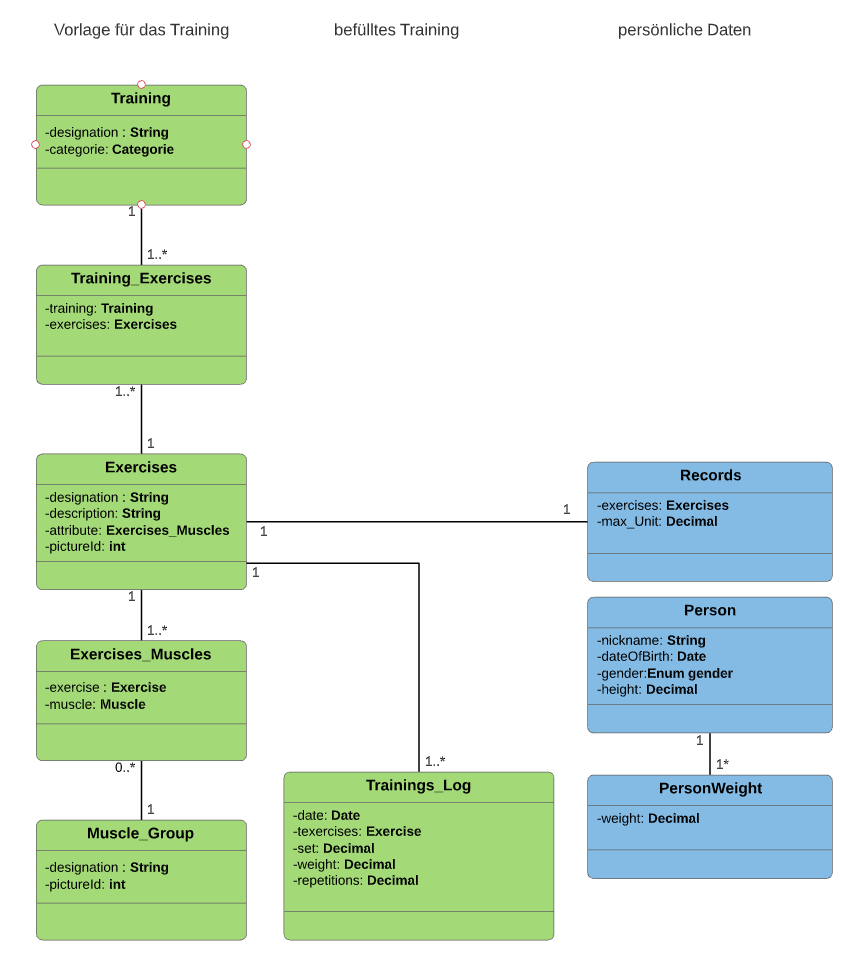 Vorlage für das Training
befülltes Training
persönliche Daten
Training
-designation : String
-categorie: Categorie
1
1..*
Training_Exercises
-training: Training
-exercises: Exercises
1..*
1
Exercises
-designation : String
-description: String
-attribute: Exercises_Muscles
-pictureId: int
1
1
1
Records
-exercises: Exercises
-max_Unit: Decimal
1
1..*
Exercises_Muscles
-exercise : Exercise
-muscle: Muscle
0..*
1
Muscle_Group
-designation : String
-pictureId: int
1..*
Trainings_Log
-date: Date
-texercises: Exercise
-set: Decimal
-weight: Decimal
-repetitions: Decimal
Person
-nickname: String
-dateOfBirth: Date
-gender:Enum gender
-height: Decimal
1
1*
PersonWeight
-weight: Decimal